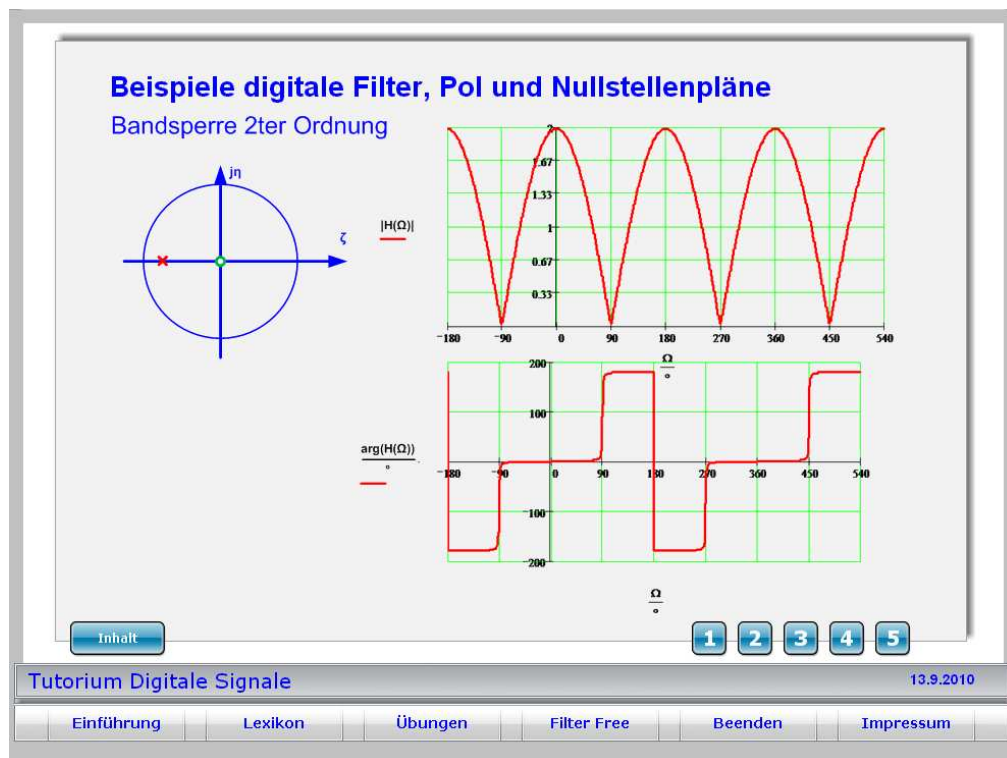 Beispiele digitale Filter, Pol und Nullstellenpläne
Bandsperre 2ter Ordnung
jη
ζ
|H(Ω)|
2
1.67
1.33
1
0.67
0.33
−180 −90 0 90 180 270 360 450 540
Ω
°
arg(H(Ω))
°
200
100
−180 −90 0 90 180 270 360 450 540
−100
−200
Ω
°
Inhalt 1 2 3 4 5
Tutorium Digitale Signale 13.9.2010
Einführung Lexikon Übungen Filter Free Beenden Impressum